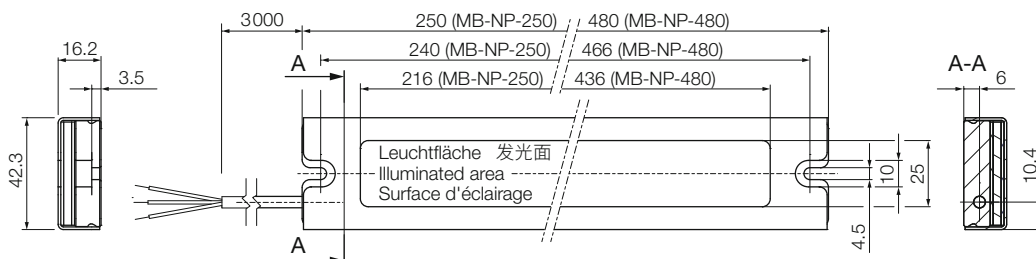 3000
250 (MB-NP-250)
480 (MB-NP-480)
16.2
240 (MB-NP-250)
466 (MB-NP-480)
A
A-A
3.5
216 (MB-NP-250)
436 (MB-NP-480)
6
42.3
Leuchtfläche 发光面
Illuminated area
Surface d'éclairage
4.5
10
25
10.4
A